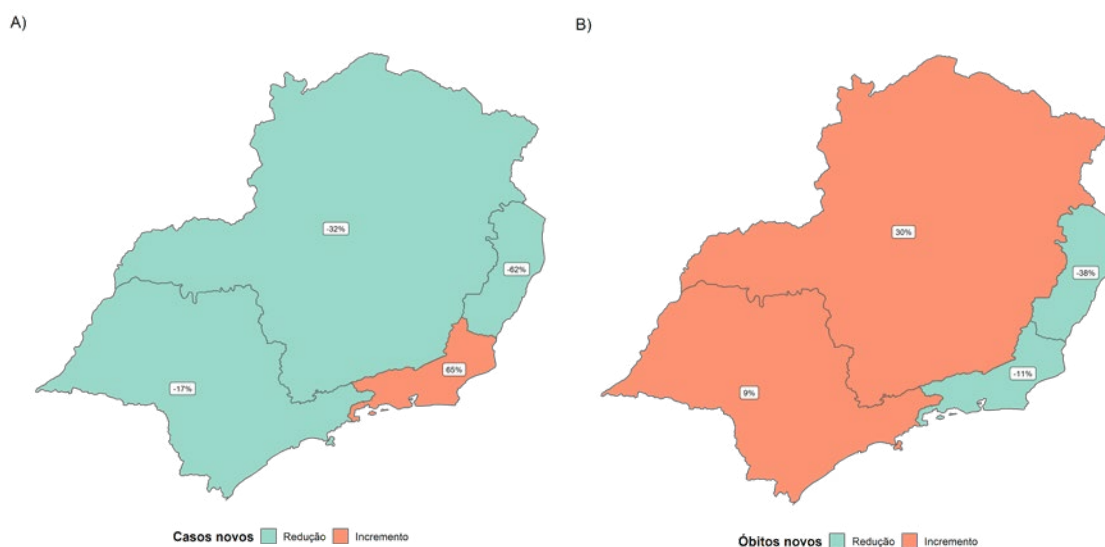 A)
-32%
-62%
65%
-17%
Casos novos Redução Incremento
B)
30%
-38%
-11%
9%
Óbitos novos Redução Incremento